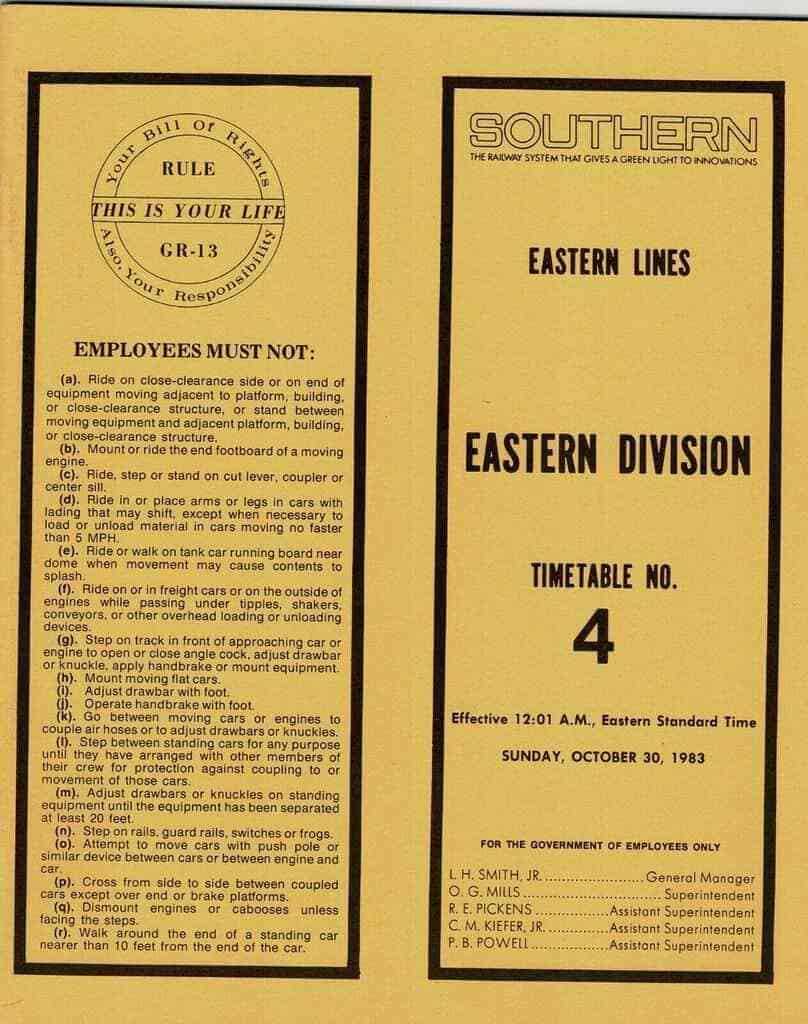 Your Bill Of Rights
RULE
THIS IS YOUR LIFE
GR-13
Also, Your Responsibility
EMPLOYEES MUST NOT:
(a). Ride on close-clearance side or on end of
equipment moving adjacent to platform, building,
or close-clearance structure, or stand between
moving equipment and adjacent platform, building,
or close-clearance structure.
(b). Mount or ride the end footboard of a moving
engine.
(c). Ride, step or stand on cut lever, coupler or
center sill.
(d). Ride in or place arms or legs in cars with
lading that may shift, except when necessary to
load or unload material in cars moving no faster
than 5 MPH.
(e). Ride or walk on tank car running board near
dome when movement may cause contents to
splash.
(f). Ride on or in freight cars or on the outside of
engines while passing under tipples, shakers,
conveyors, or other overhead loading or unloading
devices.
(g). Step on track in front of approaching car or
engine to open or close angle cock, adjust drawbar
or knuckle, apply handbrake or mount equipment.
(h). Mount moving flat cars.
(i). Adjust drawbar with foot.
(j). Operate handbrake with foot.
(k). Go between moving cars or engines to
couple air hoses or to adjust drawbars or knuckles.
(l). Step between standing cars for any purpose
until they have arranged with other members of
their crew for protection against coupling to or
movement of those cars.
(m). Adjust drawbars or knuckles on standing
equipment until the equipment has been separated
at least 20 feet.
(n). Step on rails, guard rails, switches or frogs.
(o). Attempt to move cars with push pole or
similar device between cars or between engine and
car.
(p). Cross from side to side between coupled
cars except over end or brake platforms.
(q). Dismount engines or cabooses unless
facing the steps.
(r). Walk around the end of a standing car
nearer than 10 feet from the end of the car.
SOUTHERN
THE RAILWAY SYSTEM THAT GIVES A GREEN LIGHT TO INNOVATIONS
EASTERN LINES
EASTERN DIVISION
TIMETABLE NO.
4
Effective 12:01 A.M., Eastern Standard Time
SUNDAY, OCTOBER 30, 1983
FOR THE GOVERNMENT OF EMPLOYEES ONLY
L. H. SMITH, JR. ........................General Manager
O. G. MILLS ...................................Superintendent
R. E. PICKENS ..................Assistant Superintendent
C. M. KIEFER, JR. ...............Assistant Superintendent
P. B. POWELL ...................Assistant Superintendent